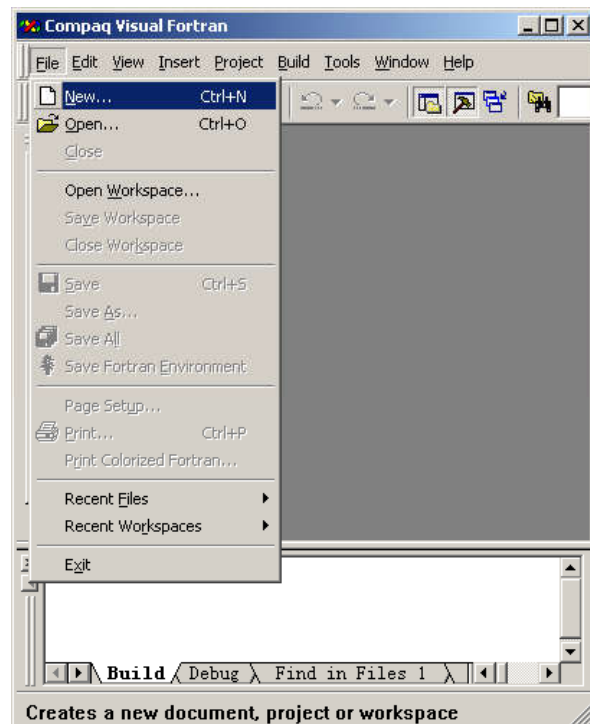 Compaq Visual Fortran
File Edit View Insert Project Build Tools Window Help
New... Ctrl+N
Open... Ctrl+O
Close
Open Workspace...
Save Workspace
Close Workspace
Save Ctrl+S
Save As...
Save All
Save Fortran Environment
Page Setup...
Print... Ctrl+P
Print Colorized Fortran...
Recent Files
Recent Workspaces
Exit
Build Debug Find in Files 1
Creates a new document, project or workspace